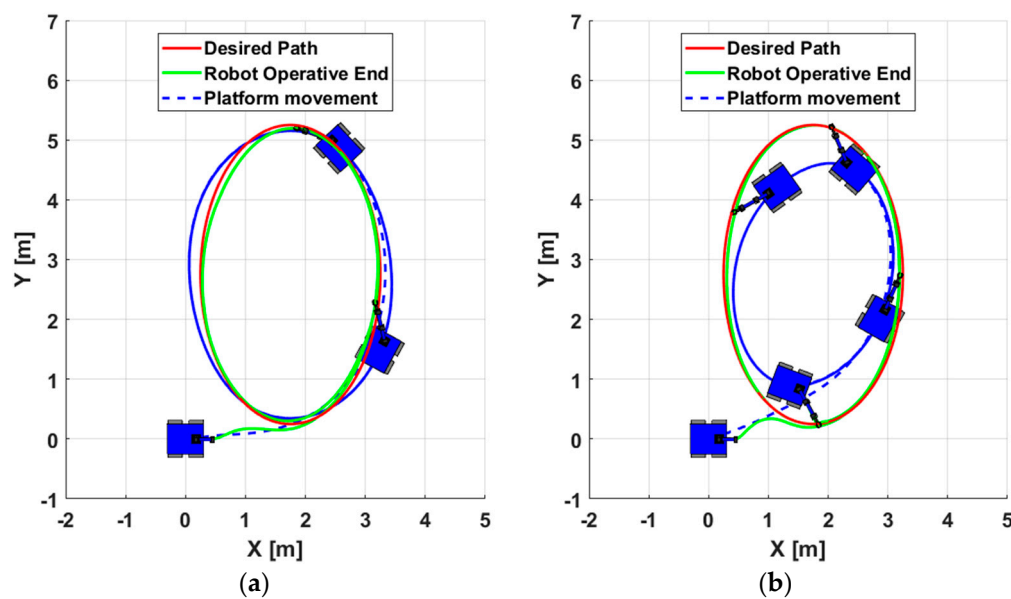 7
6
5
4
3
2
1
0
-1
Y [m]
Desired Path
Robot Operative End
Platform movement
-2 -1 0 1 2 3 4 5
X [m]
(a)
7
6
5
4
3
2
1
0
-1
Y [m]
Desired Path
Robot Operative End
Platform movement
-2 -1 0 1 2 3 4 5
X [m]
(b)